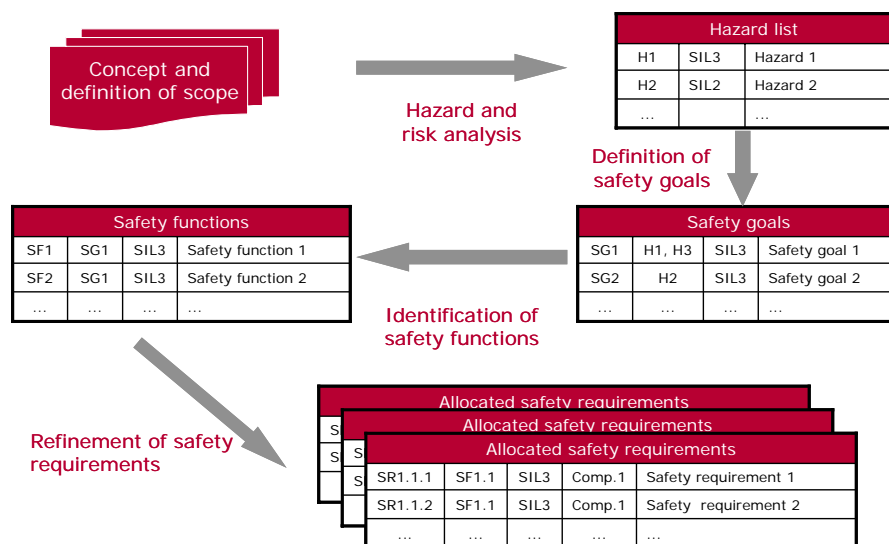 Concept and
definition of scope
Hazard and
risk analysis
Hazard list
H1 SIL3 Hazard 1
H2 SIL2 Hazard 2
... ...
Definition of
safety goals
Safety goals
SG1 H1, H3 SIL3 Safety goal 1
SG2 H2 SIL3 Safety goal 2
... ... ... ...
Identification of
safety functions
Safety functions
SF1 SG1 SIL3 Safety function 1
SF2 SG1 SIL3 Safety function 2
... ... ... ...
Refinement of safety
requirements
Allocated safety requirements
Allocated safety requirements
Allocated safety requirements
SR1.1.1 SF1.1 SIL3 Comp.1 Safety requirement 1
SR1.1.2 SF1.1 SIL3 Comp.1 Safety requirement 2
... ... ... ... ...